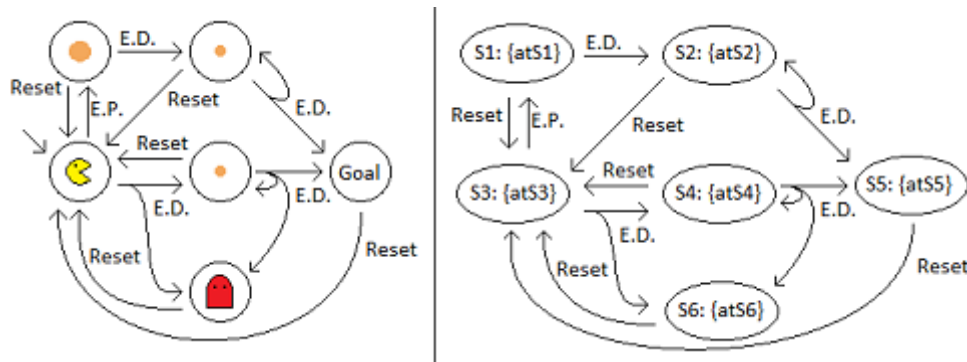 E.D.
Reset
E.P.
Reset
E.D.
Reset
Goal
E.D.
E.D.
Reset
Reset
S1: {atS1}
E.D.
S2: {atS2}
Reset
E.P.
Reset
E.D.
Reset
S3: {atS3}
S4: {atS4}
S5: {atS5}
E.D.
E.D.
Reset
Reset
S6: {atS6}